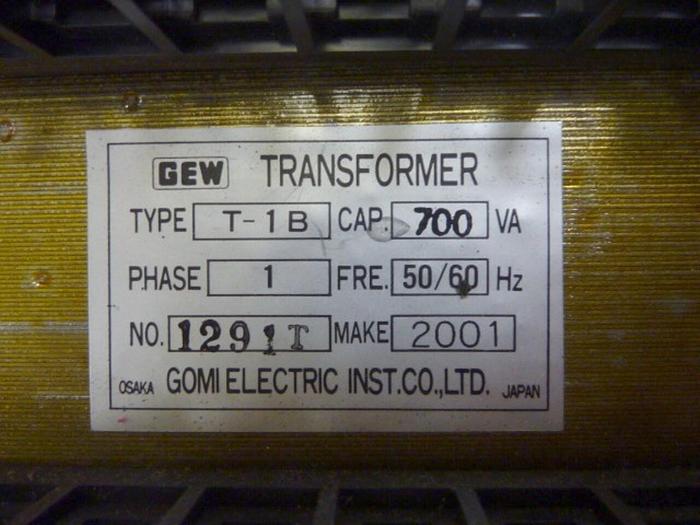 GEW TRANSFORMER
TYPE T-1B CAP. 700 VA
PHASE 1 FRE. 50/60 Hz
NO. 1291T MAKE 2001
OSAKA GOMI ELECTRIC INST.CO.,LTD. JAPAN